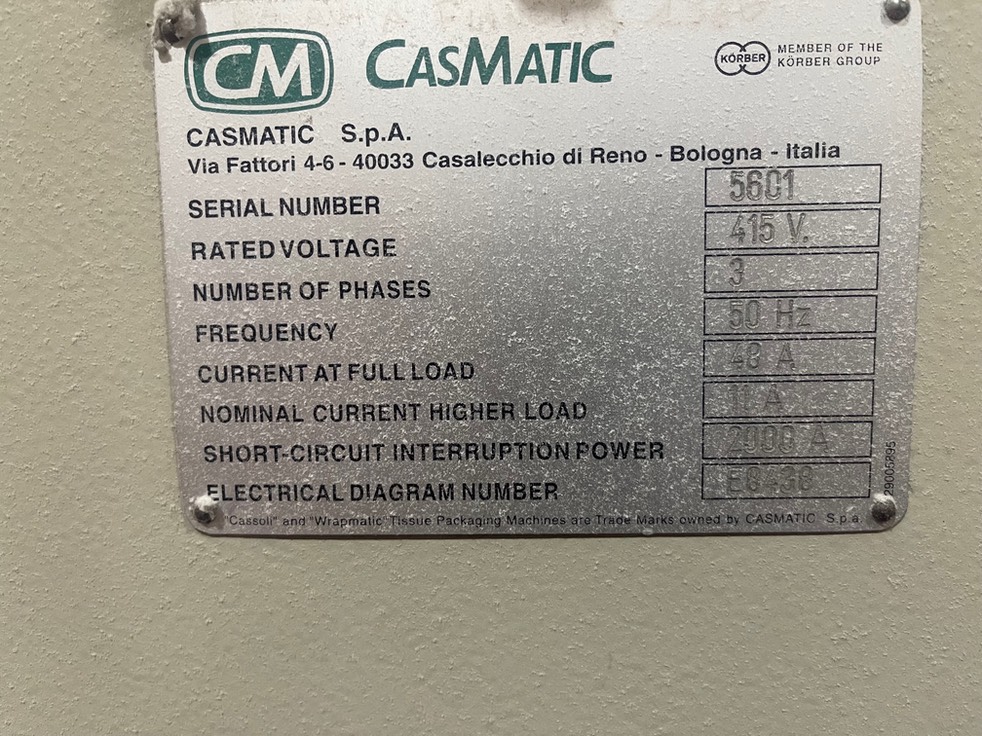 CM CASMATIC
KÖRBER MEMBER OF THE
KÖRBER GROUP
CASMATIC S.p.A.
Via Fattori 4-6 - 40033 Casalecchio di Reno - Bologna - Italia
SERIAL NUMBER 5601
RATED VOLTAGE 415 V.
NUMBER OF PHASES 3
FREQUENCY 50 Hz
CURRENT AT FULL LOAD A
NOMINAL CURRENT HIGHER LOAD 11 A
SHORT-CIRCUIT INTERRUPTION POWER 2000 A
ELECTRICAL DIAGRAM NUMBER
29005895
"Cassoli" and "Wrapmatic" Tissue Packaging Machines are Trade Marks owned by CASMATIC S.p.a.